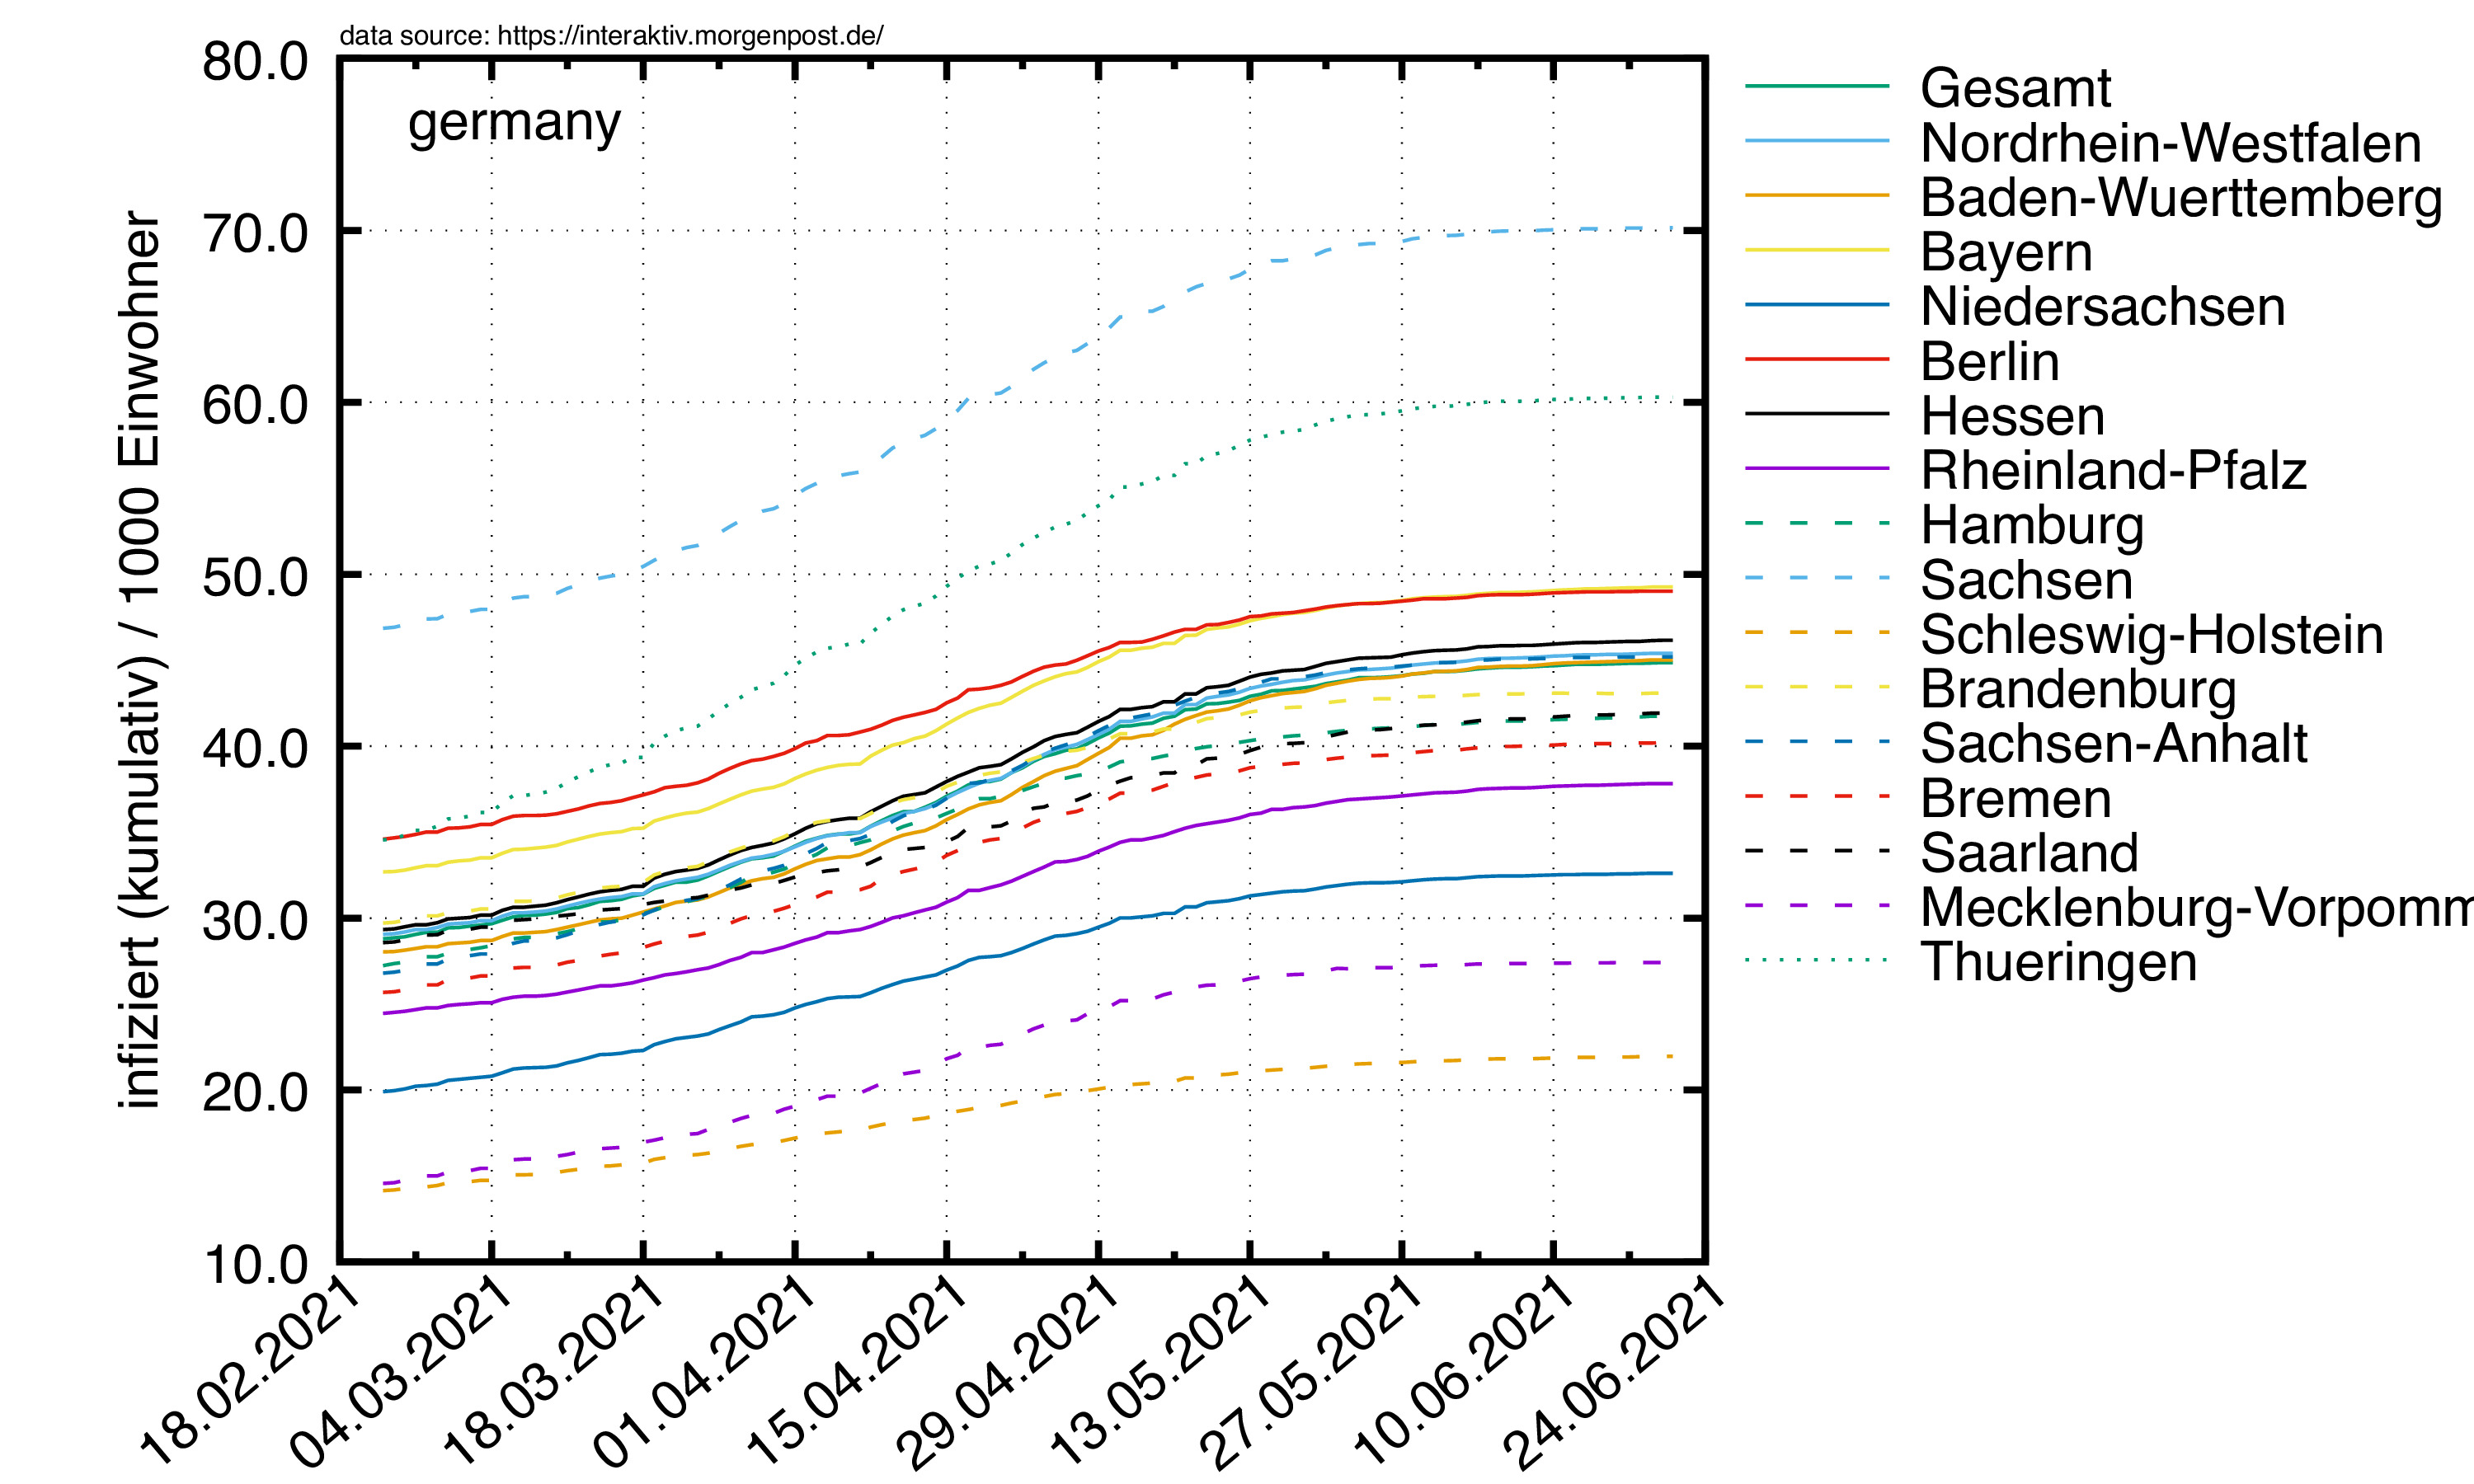 data source: https://interaktiv.morgenpost.de/
germany
infiziert (kumulativ) / 1000 Einwohner
80.0
70.0
60.0
50.0
40.0
30.0
20.0
10.0
18.02.2021
04.03.2021
18.03.2021
01.04.2021
15.04.2021
29.04.2021
13.05.2021
27.05.2021
10.06.2021
24.06.2021
Gesamt
Nordrhein-Westfalen
Baden-Wuerttemberg
Bayern
Niedersachsen
Berlin
Hessen
Rheinland-Pfalz
Hamburg
Sachsen
Schleswig-Holstein
Brandenburg
Sachsen-Anhalt
Bremen
Saarland
Mecklenburg-Vorpomm
Thueringen